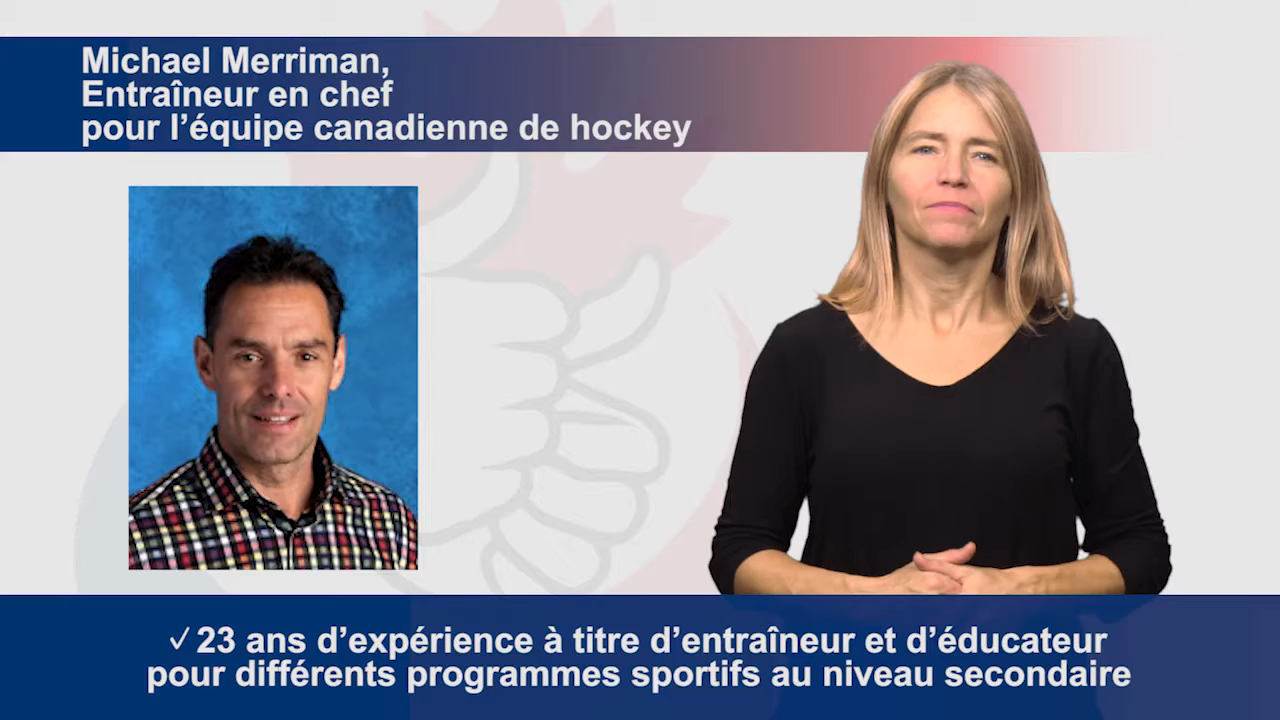 Michael Merriman,
Entraîneur en chef
pour l’équipe canadienne de hockey
✓ 23 ans d’expérience à titre d’entraîneur et d’éducateur
pour différents programmes sportifs au niveau secondaire